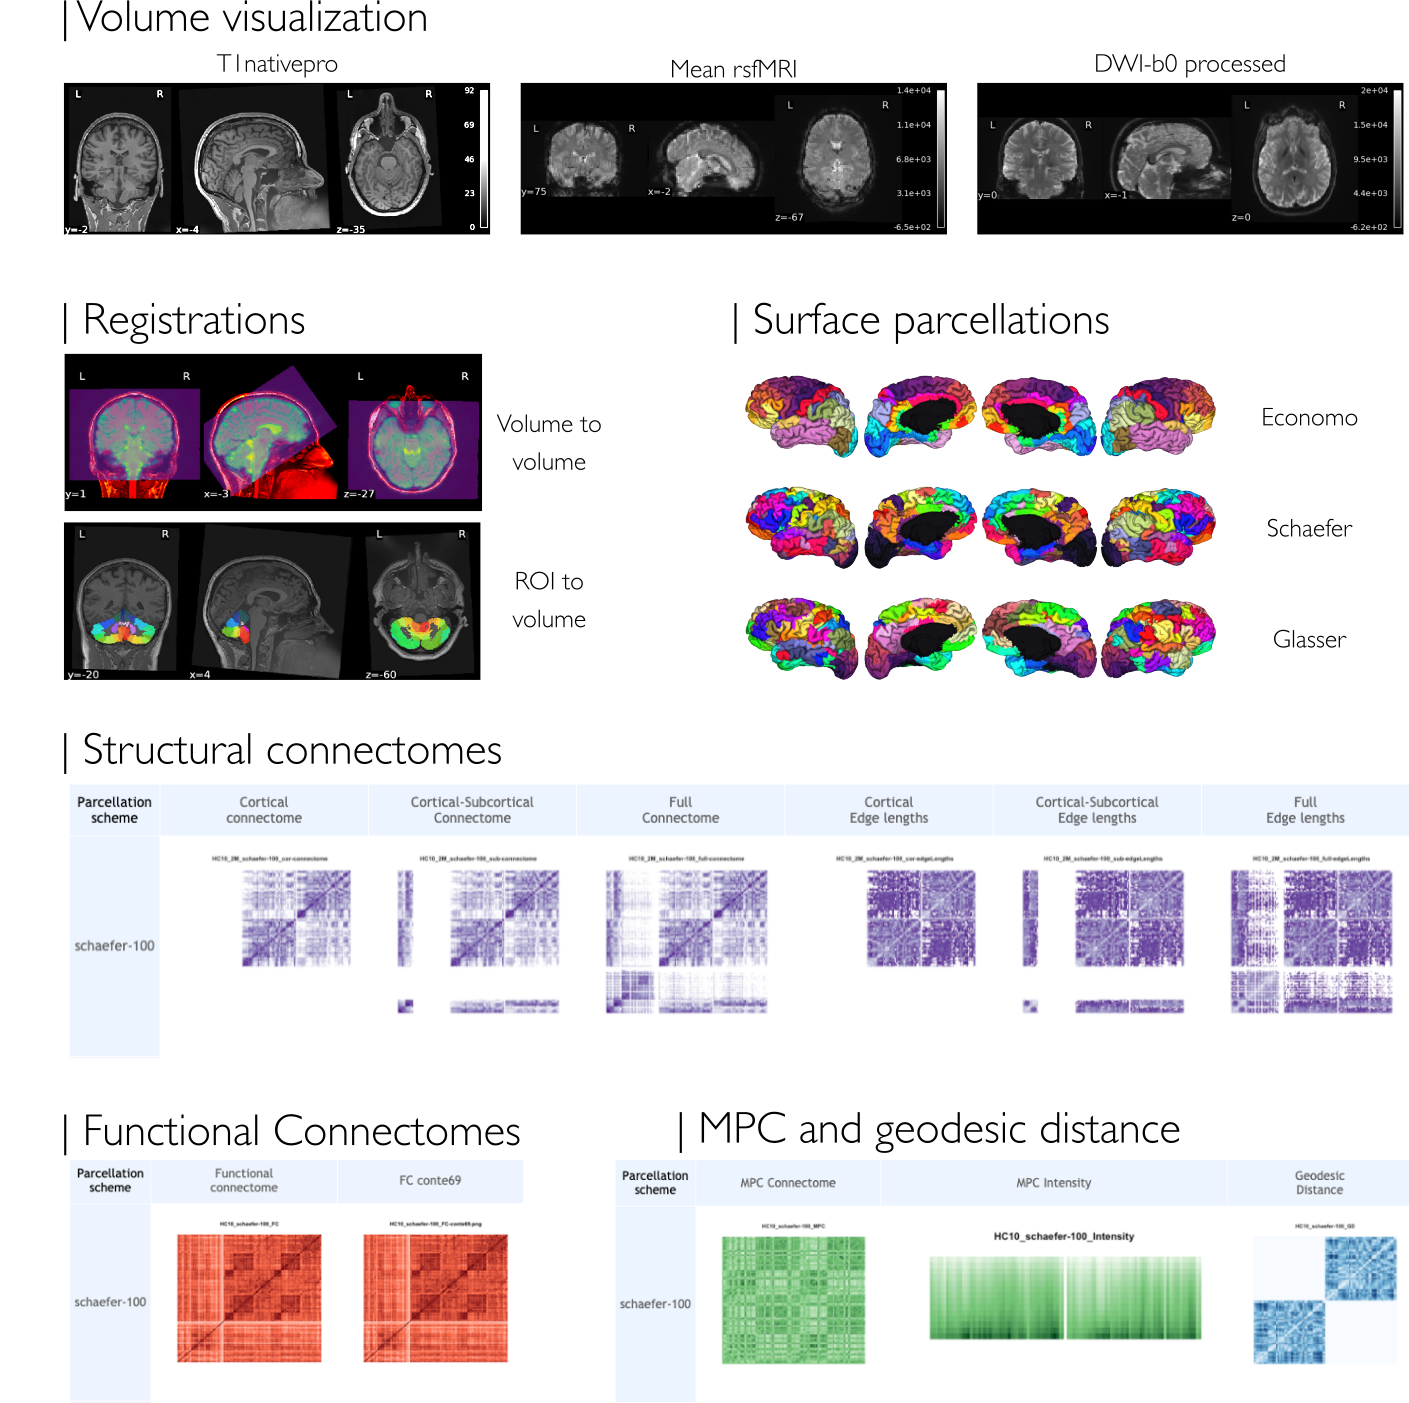 | Volume visualization
T1nativepro
Mean rsfMRI
DWI-b0 processed
L R L R 92 69 46 23 0
y=-2 x=-4 z=-35
L R L R 1.4e+04 1.1e+04 6.8e+03 3.1e+03 -6.5e+02
y=75 x=-2 z=-67
L R L R 2e+04 1.5e+04 9.5e+03 4.4e+03 -6.2e+02
y=0 x=-1 z=0
| Registrations
L R L R
y=1 x=-3 z=-27
Volume to
volume
L R L R
y=-20 x=4 z=-60
ROI to
volume
| Surface parcellations
Economo
Schaefer
Glasser
| Structural connectomes
Parcellation
scheme
Cortical
connectome
Cortical-Subcortical
Connectome
Full
Connectome
Cortical
Edge lengths
Cortical-Subcortical
Edge lengths
Full
Edge lengths
schaefer-100
HC10_2M_schaefer-100_cor-connectome
HC10_2M_schaefer-100_sub-connectome
HC10_2M_schaefer-100_full-connectome
HC10_2M_schaefer-100_cor-edgeLengths
HC10_2M_schaefer-100_sub-edgeLengths
HC10_2M_schaefer-100_full-edgeLengths
| Functional Connectomes
Parcellation
scheme
Functional
connectome
FC conte69
schaefer-100
HC10_schaefer-100_FC
HC10_schaefer-100_FC-conte69.png
| MPC and geodesic distance
Parcellation
scheme
MPC Connectome
MPC Intensity
Geodesic
Distance
schaefer-100
HC10_schaefer-100_MPC
HC10_schaefer-100_Intensity
HC10_schaefer-100_GD